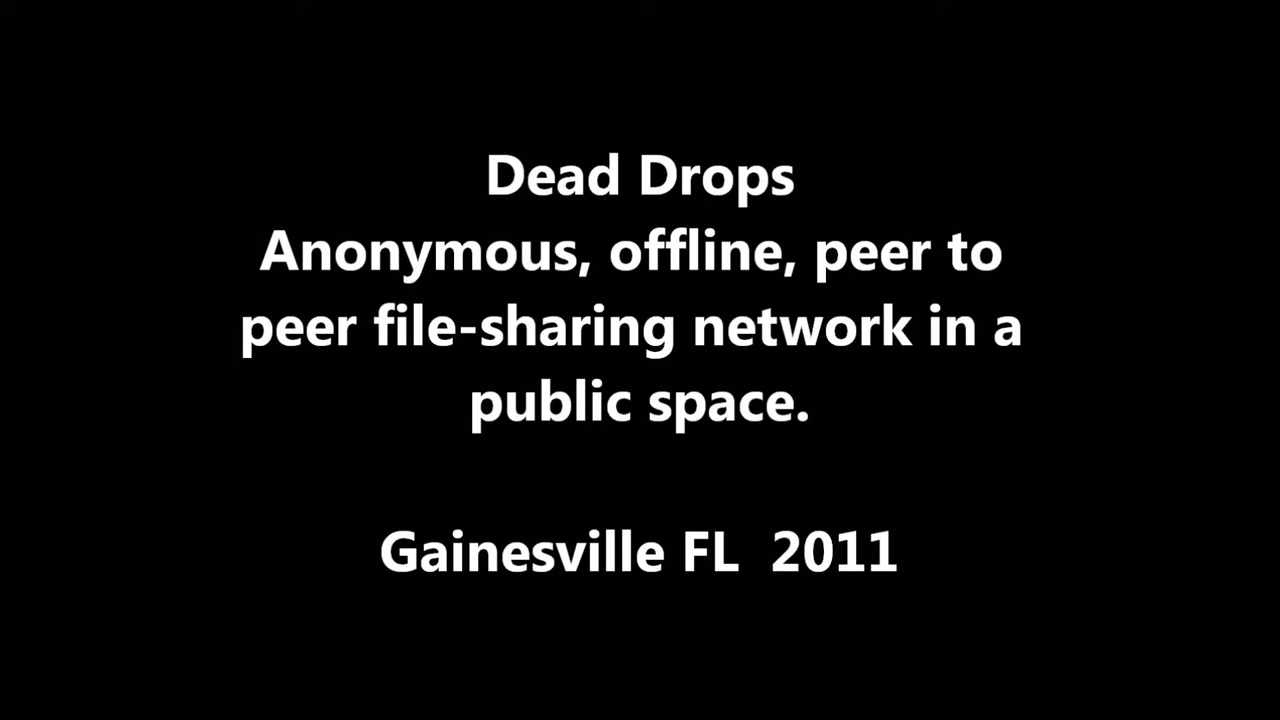 Dead Drops
Anonymous, offline, peer to
peer file-sharing network in a
public space.
Gainesville FL  2011